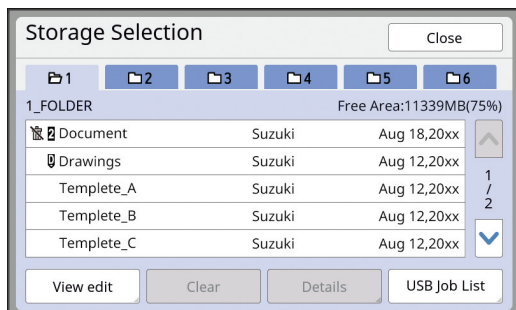 Storage Selection Close
1 2 3 4 5 6
1_FOLDER Free Area:11339MB(75%)
2 Document Suzuki Aug 18,20xx
Drawings Suzuki Aug 12,20xx
Templete_A Suzuki Aug 12,20xx
Templete_B Suzuki Aug 12,20xx
Templete_C Suzuki Aug 12,20xx
1
/
2
View edit Clear Details USB Job List